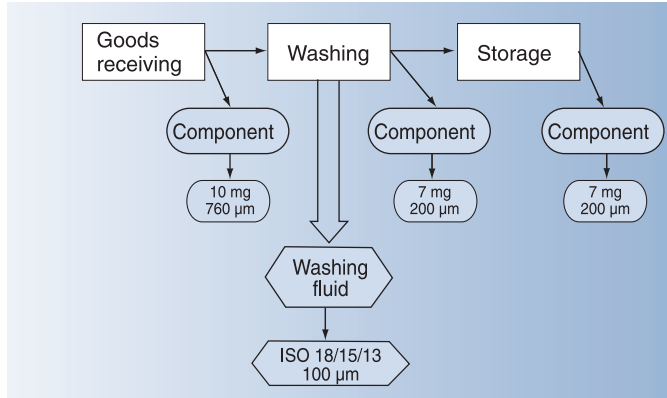 Goods
receiving
Washing
Storage
Component
Component
Component
10 mg
760 µm
7 mg
200 µm
7 mg
200 µm
Washing
fluid
ISO 18/15/13
100 µm